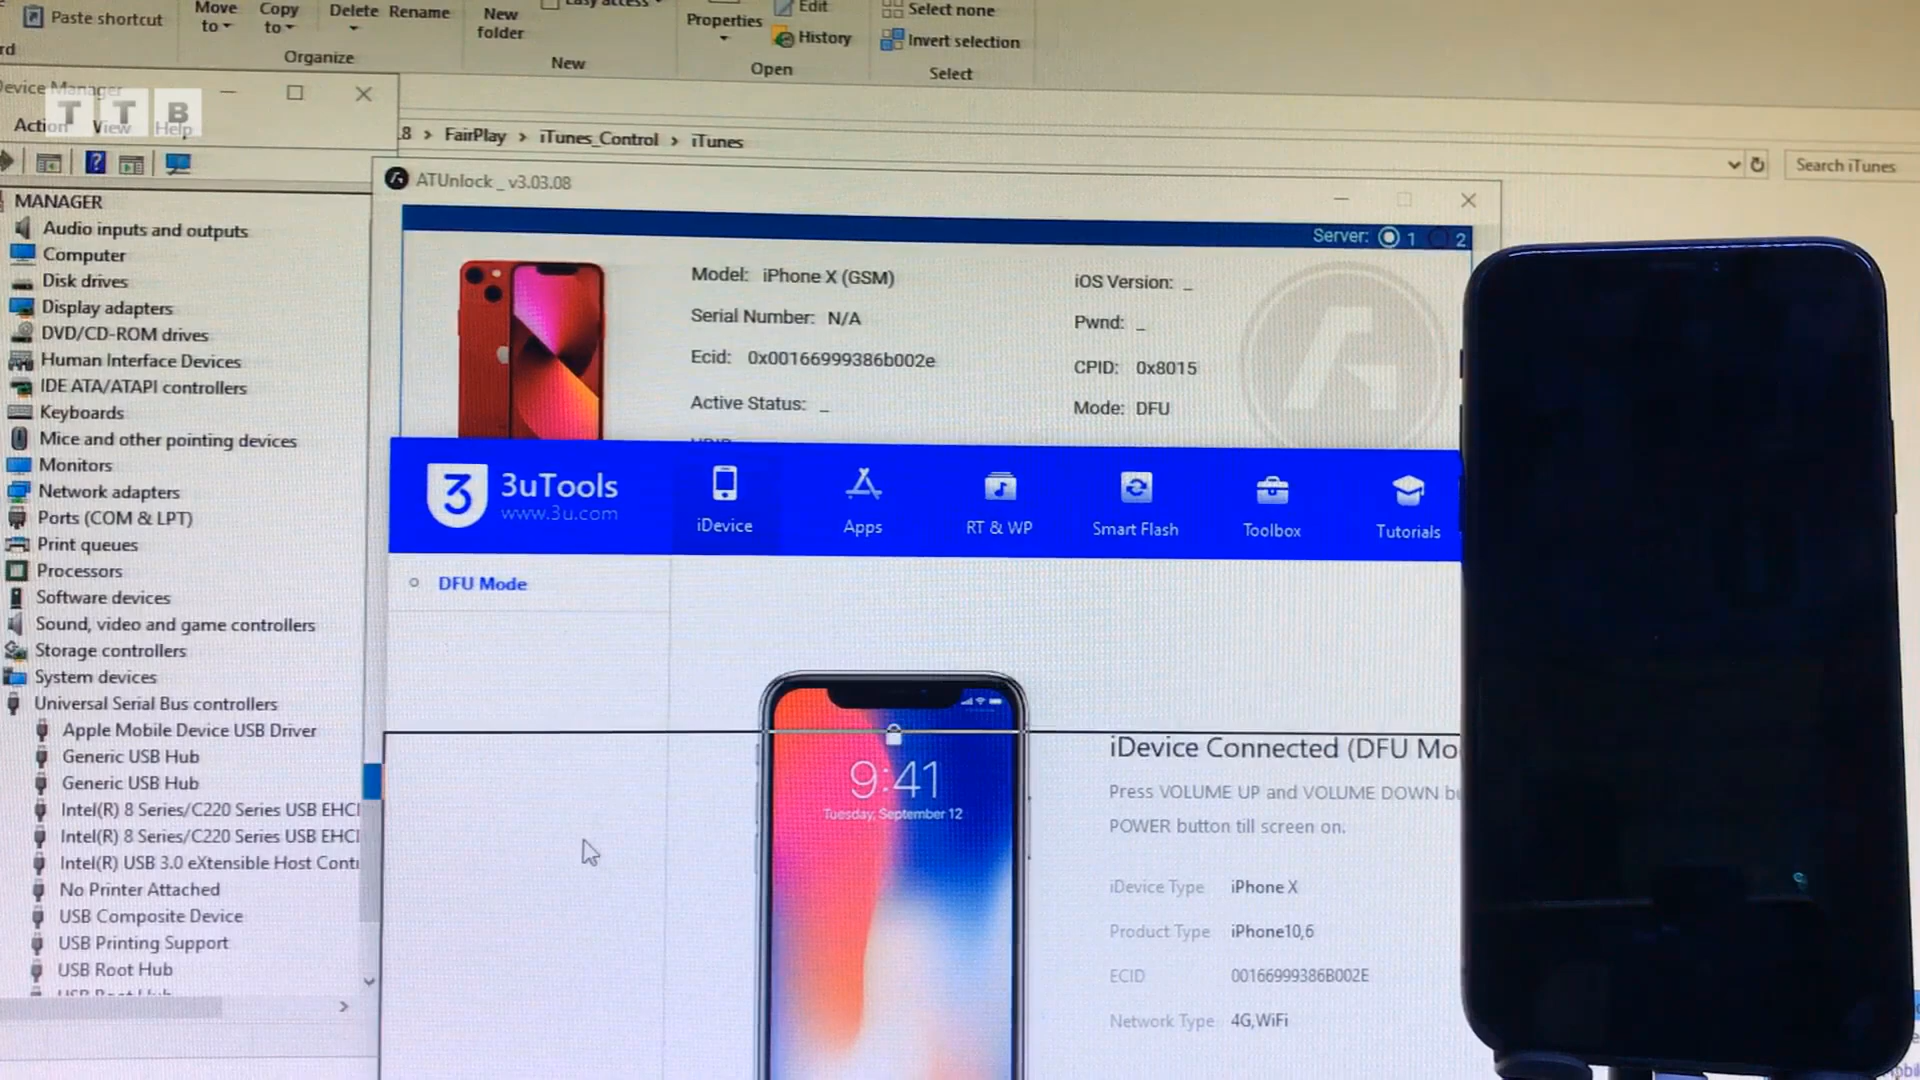 Paste shortcut
Move
to
Copy
to
Delete
Rename
Organize
New
folder
New
Properties
Edit
History
Open
Select none
Invert selection
Select
Device Manager
Action
View
Help
TTB
8 > FairPlay > iTunes_Control > iTunes
Search iTunes
ATUnlock _ v3.03.08
Server: 1 2
Model: iPhone X (GSM)
iOS Version: _
Serial Number: N/A
Pwnd: _
Ecid: 0x00166999386b002e
CPID: 0x8015
Active Status: _
Mode: DFU
MANAGER
Audio inputs and outputs
Computer
Disk drives
Display adapters
DVD/CD-ROM drives
Human Interface Devices
IDE ATA/ATAPI controllers
Keyboards
Mice and other pointing devices
Monitors
Network adapters
Ports (COM & LPT)
Print queues
Processors
Software devices
Sound, video and game controllers
Storage controllers
System devices
Universal Serial Bus controllers
Apple Mobile Device USB Driver
Generic USB Hub
Generic USB Hub
Intel(R) 8 Series/C220 Series USB EHCI
Intel(R) 8 Series/C220 Series USB EHCI
Intel(R) USB 3.0 eXtensible Host Cont
No Printer Attached
USB Composite Device
USB Printing Support
USB Root Hub
3 3uTools
www.3u.com
iDevice
Apps
RT & WP
Smart Flash
Toolbox
Tutorials
DFU Mode
9:41
Tuesday, September 12
iDevice Connected (DFU Mo
Press VOLUME UP and VOLUME DOWN bu
POWER button till screen on.
iDevice Type iPhone X
Product Type iPhone10,6
ECID 00166999386B002E
Network Type 4G,WiFi